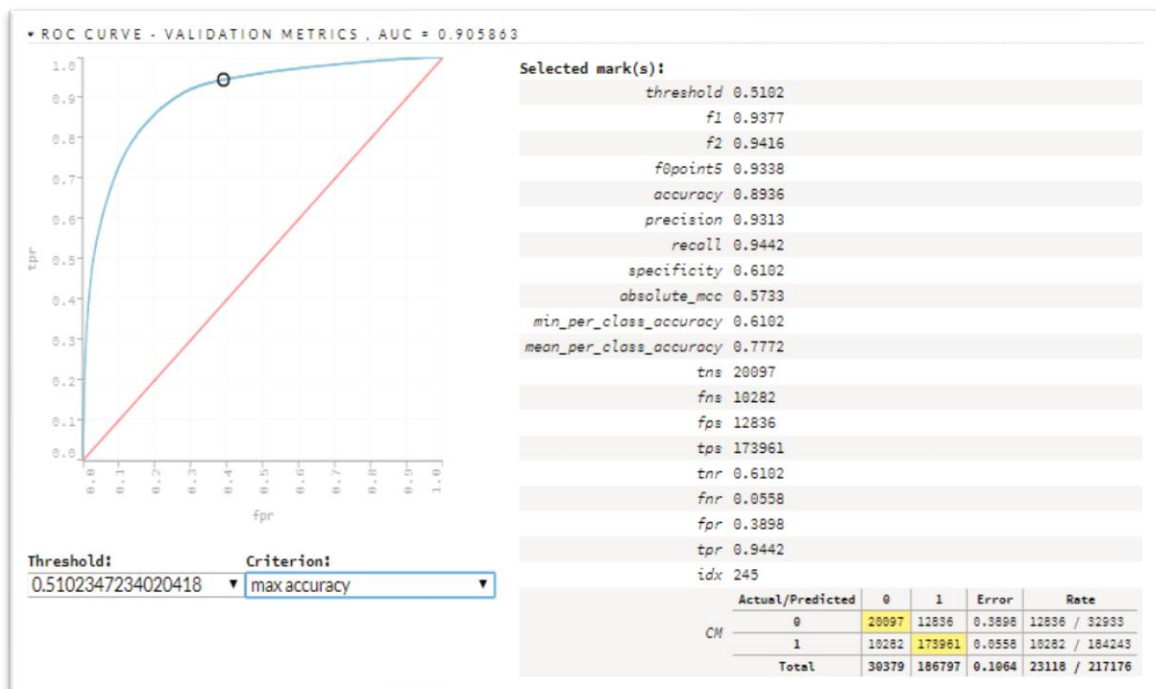 ▾ ROC CURVE - VALIDATION METRICS , AUC = 0.905863
1.0
0.9
0.8
0.7
0.6
0.5
0.4
0.3
0.2
0.1
0.0
tpr
0.0 0.1 0.2 0.3 0.4 0.5 0.6 0.7 0.8 0.9 1.0
fpr
Threshold: Criterion:
0.5102347234020418 ▼ max accuracy ▼
Selected mark(s):
threshold 0.5102
f1 0.9377
f2 0.9416
f0point5 0.9338
accuracy 0.8936
precision 0.9313
recall 0.9442
specificity 0.6102
absolute_mcc 0.5733
min_per_class_accuracy 0.6102
mean_per_class_accuracy 0.7772
tns 20097
fns 10282
fps 12836
tps 173961
tnr 0.6102
fnr 0.0558
fpr 0.3898
tpr 0.9442
idx 245
CM
Actual/Predicted 0 1 Error Rate
0 20097 12836 0.3898 12836 / 32933
1 10282 173961 0.0558 10282 / 184243
Total 30379 186797 0.1064 23118 / 217176